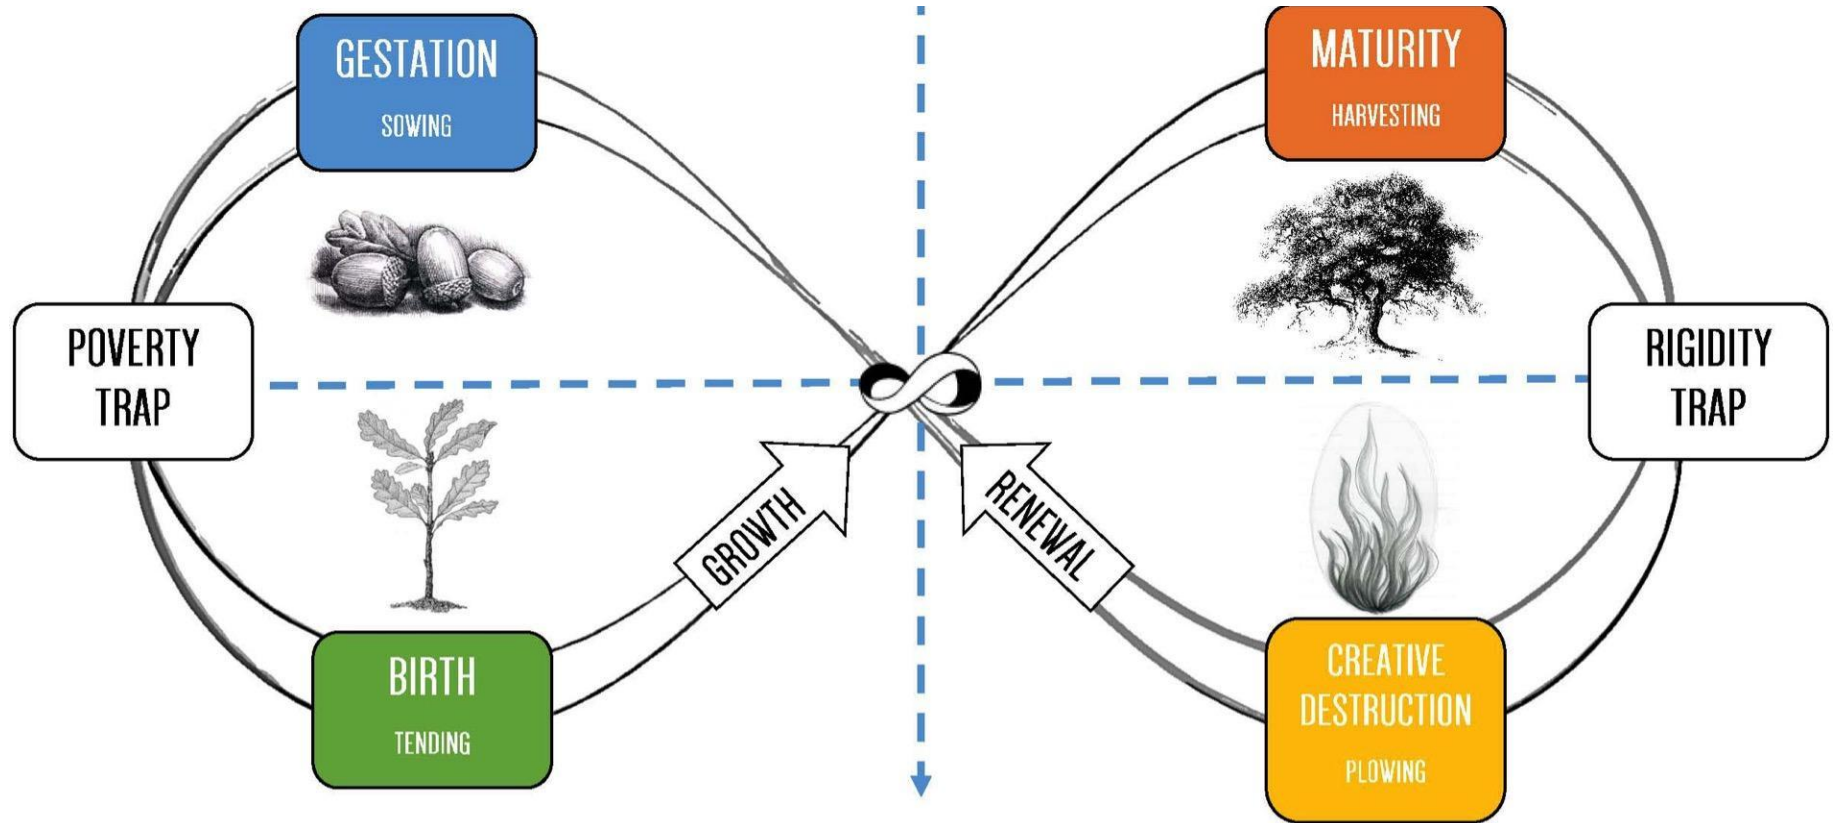 GESTATION
SOWING
MATURITY
HARVESTING
POVERTY
TRAP
RIGIDITY
TRAP
GROWTH
RENEWAL
BIRTH
TENDING
CREATIVE
DESTRUCTION
PLOWING